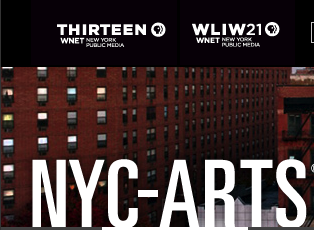 THIRTEEN
WNET NEW YORK
PUBLIC MEDIA
WLIW21
WNET NEW YORK
PUBLIC MEDIA
NYC-ARTS